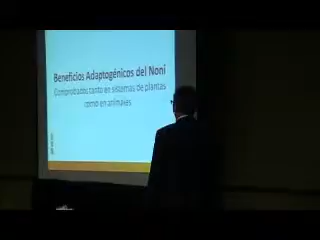 Beneficios Adaptogénicos del Noni
Comprobados tanto en sistemas de plantas
como en animales